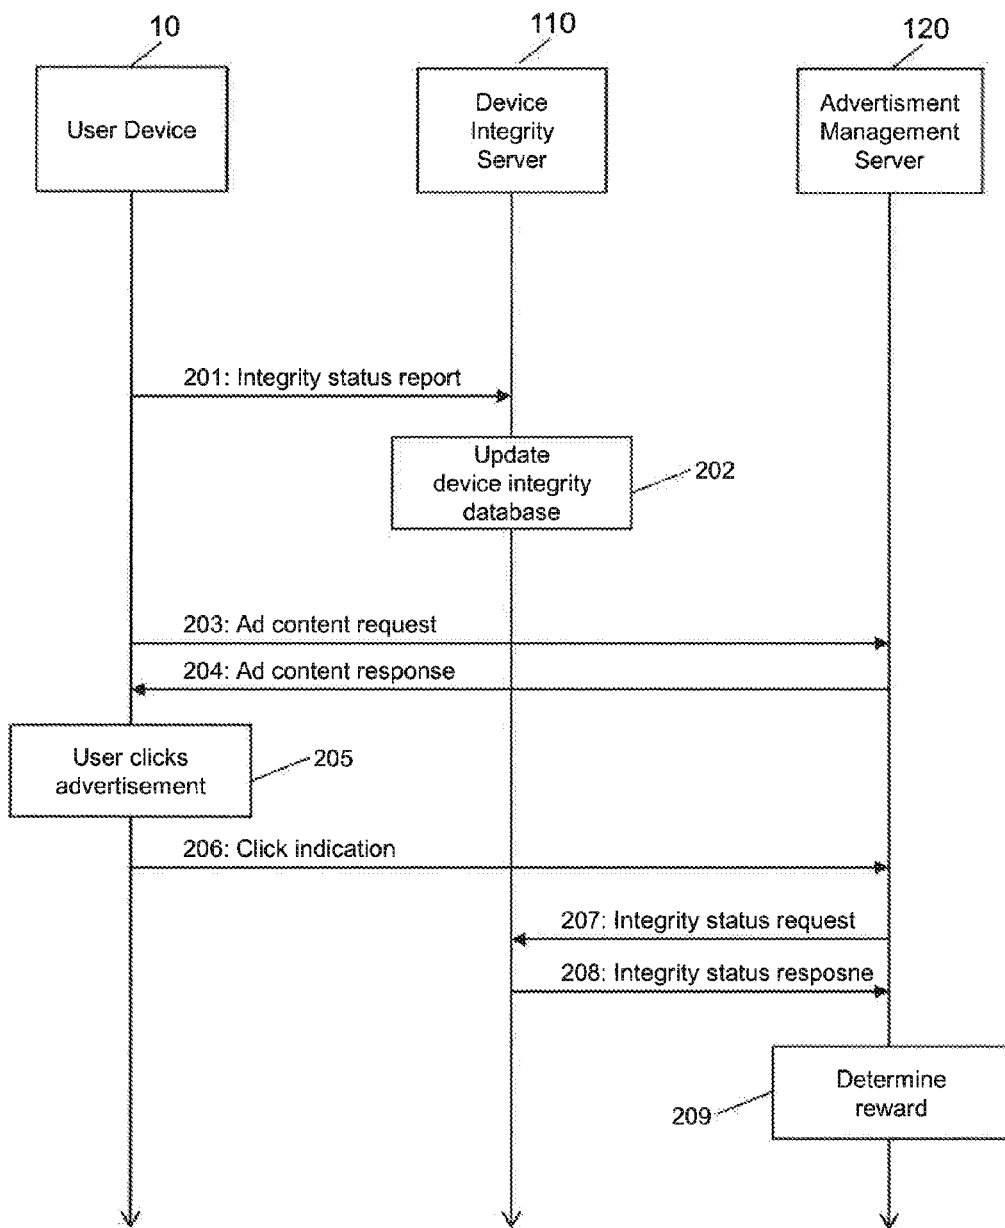 10
110
120
User Device
Device
Integrity
Server
Advertisment
Management
Server
201: Integrity status report
Update
device integrity
database
202
203: Ad content request
204: Ad content response
User clicks
advertisement
205
206: Click indication
207: Integrity status request
208: Integrity status resposne
Determine
reward
209